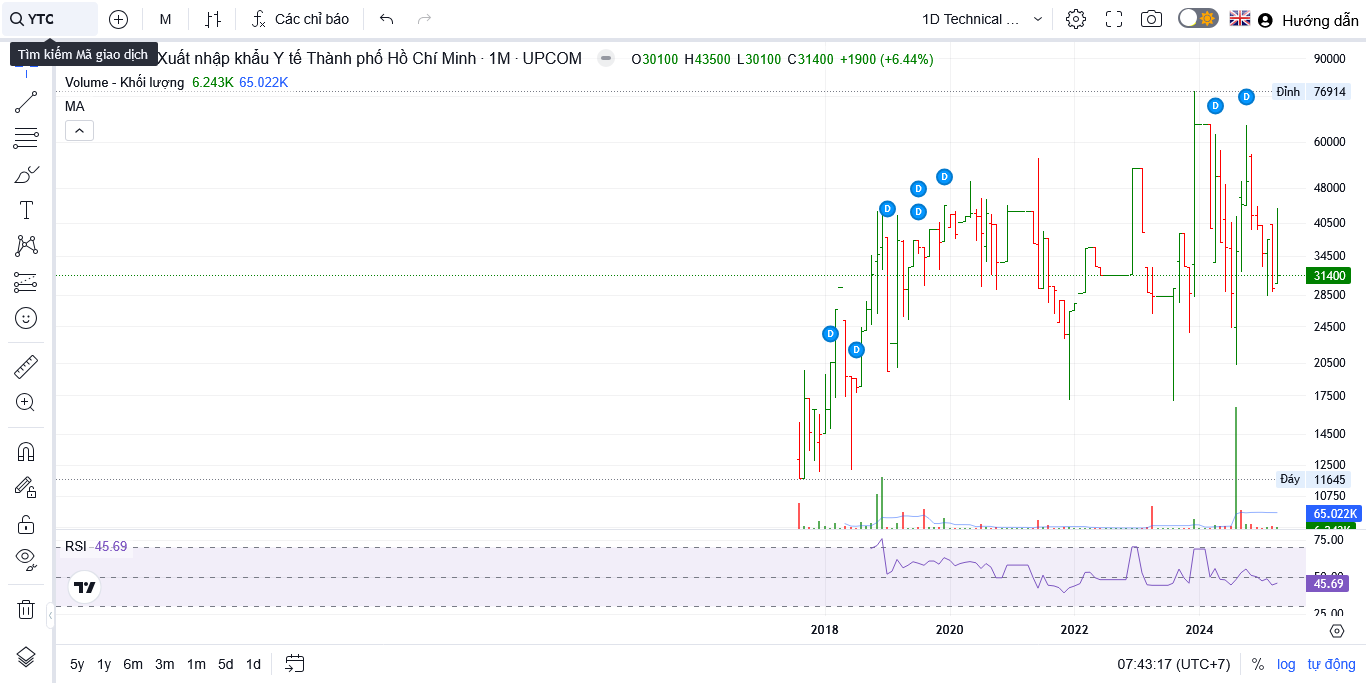 YTC
M
Các chỉ báo
1D Technical ...
Hướng dẫn
Tìm kiếm Mã giao dịch
Xuất nhập khẩu Y tế Thành phố Hồ Chí Minh · 1M · UPCOM
O30100 H43500 L30100 C31400 +1900 (+6.44%)
Volume - Khối lượng 6.243K 65.022K
MA
90000
Đỉnh 76914
60000
48000
40500
34500
31400
28500
24500
20500
17500
14500
12500
Đáy 11645
10750
65.022K
D
D
D
D
D
D
D
D
RSI 45.69
75.00
45.69
25.00
2018 2020 2022 2024
5y 1y 6m 3m 1m 5d 1d
07:43:17 (UTC+7) % log tự động